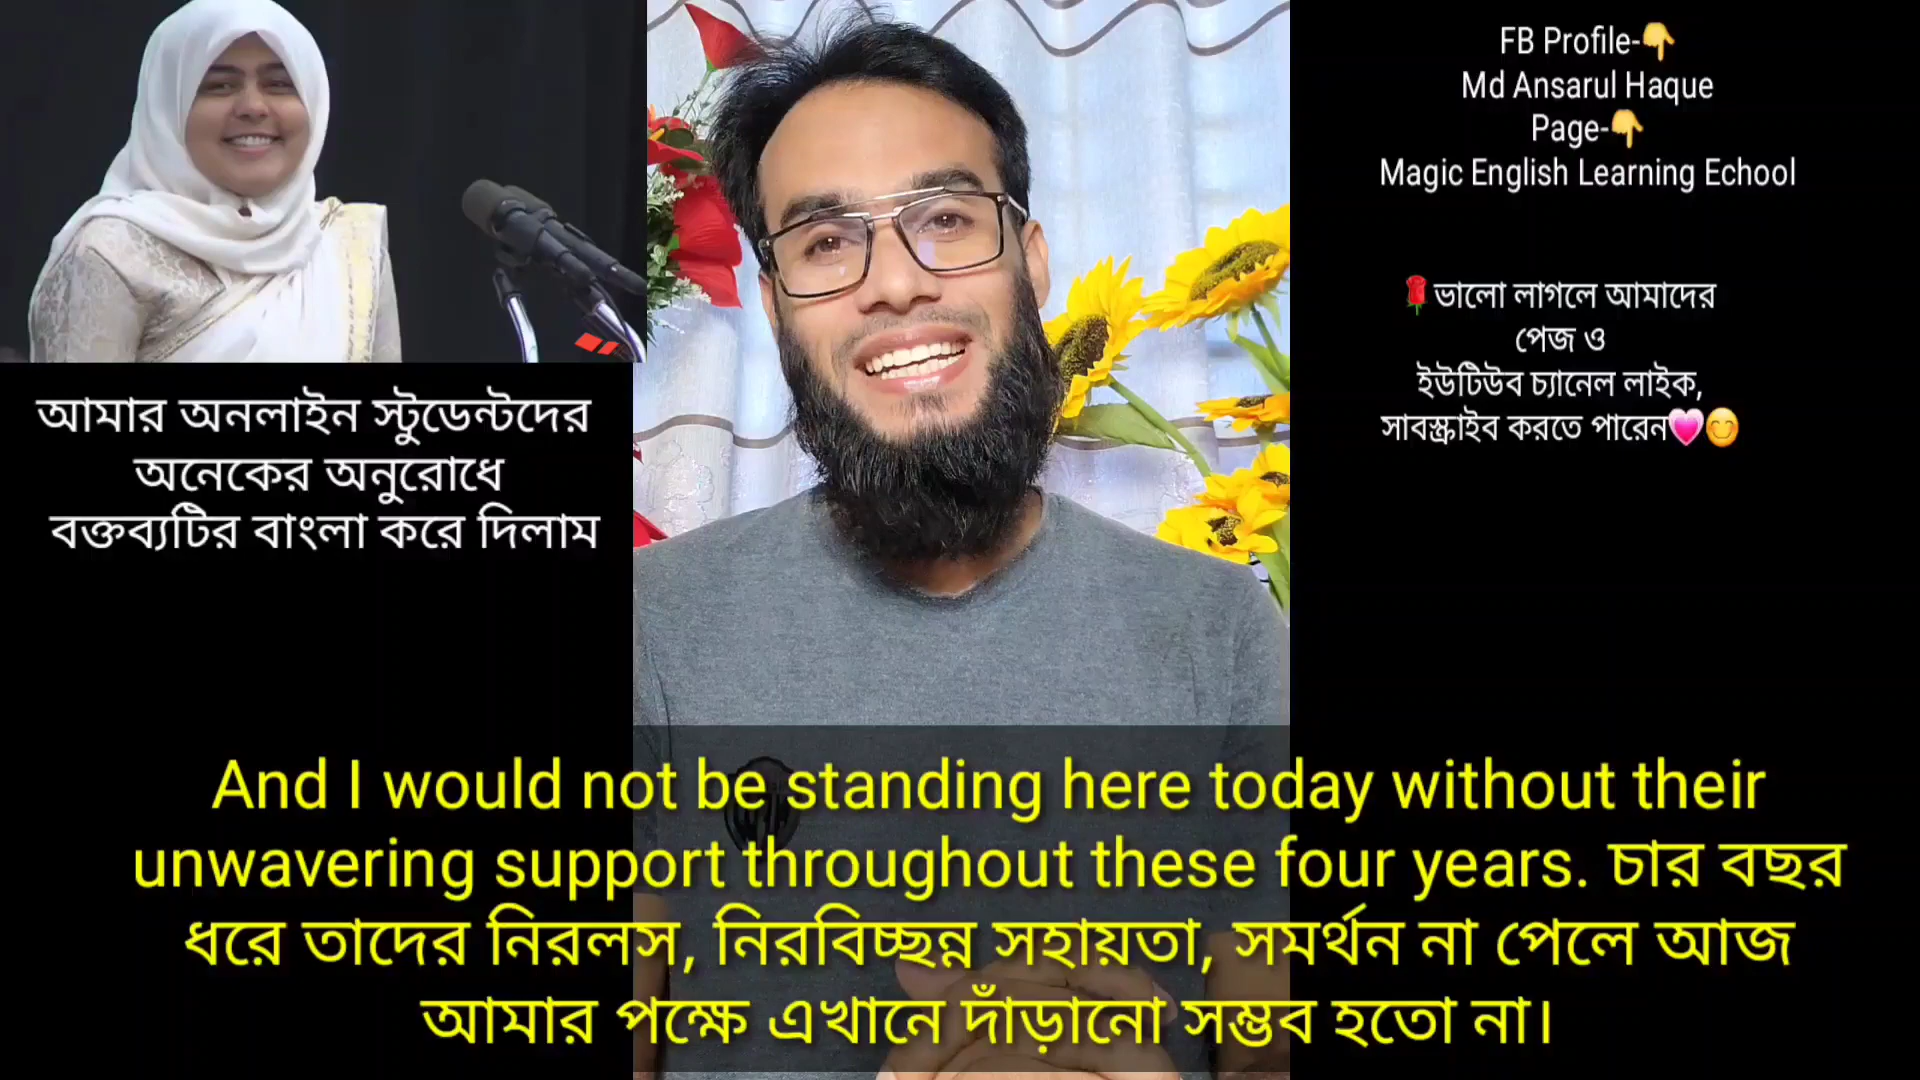 আমার অনলাইন স্টুডেন্টদের
অনেকের অনুরোধে
বক্তব্যটির বাংলা করে দিলাম
FB Profile-👇
Md Ansarul Haque
Page-👇
Magic English Learning Echool
🌹ভালো লাগলে আমাদের
পেজ ও
ইউটিউব চ্যানেল লাইক,
সাবস্ক্রাইব করতে পারেন💗😊
And I would not be standing here today without their
unwavering support throughout these four years. চার বছর
ধরে তাদের নিরলস, নিরবিচ্ছন্ন সহায়তা, সমর্থন না পেলে আজ
আমার পক্ষে এখানে দাঁড়ানো সম্ভব হতো না।